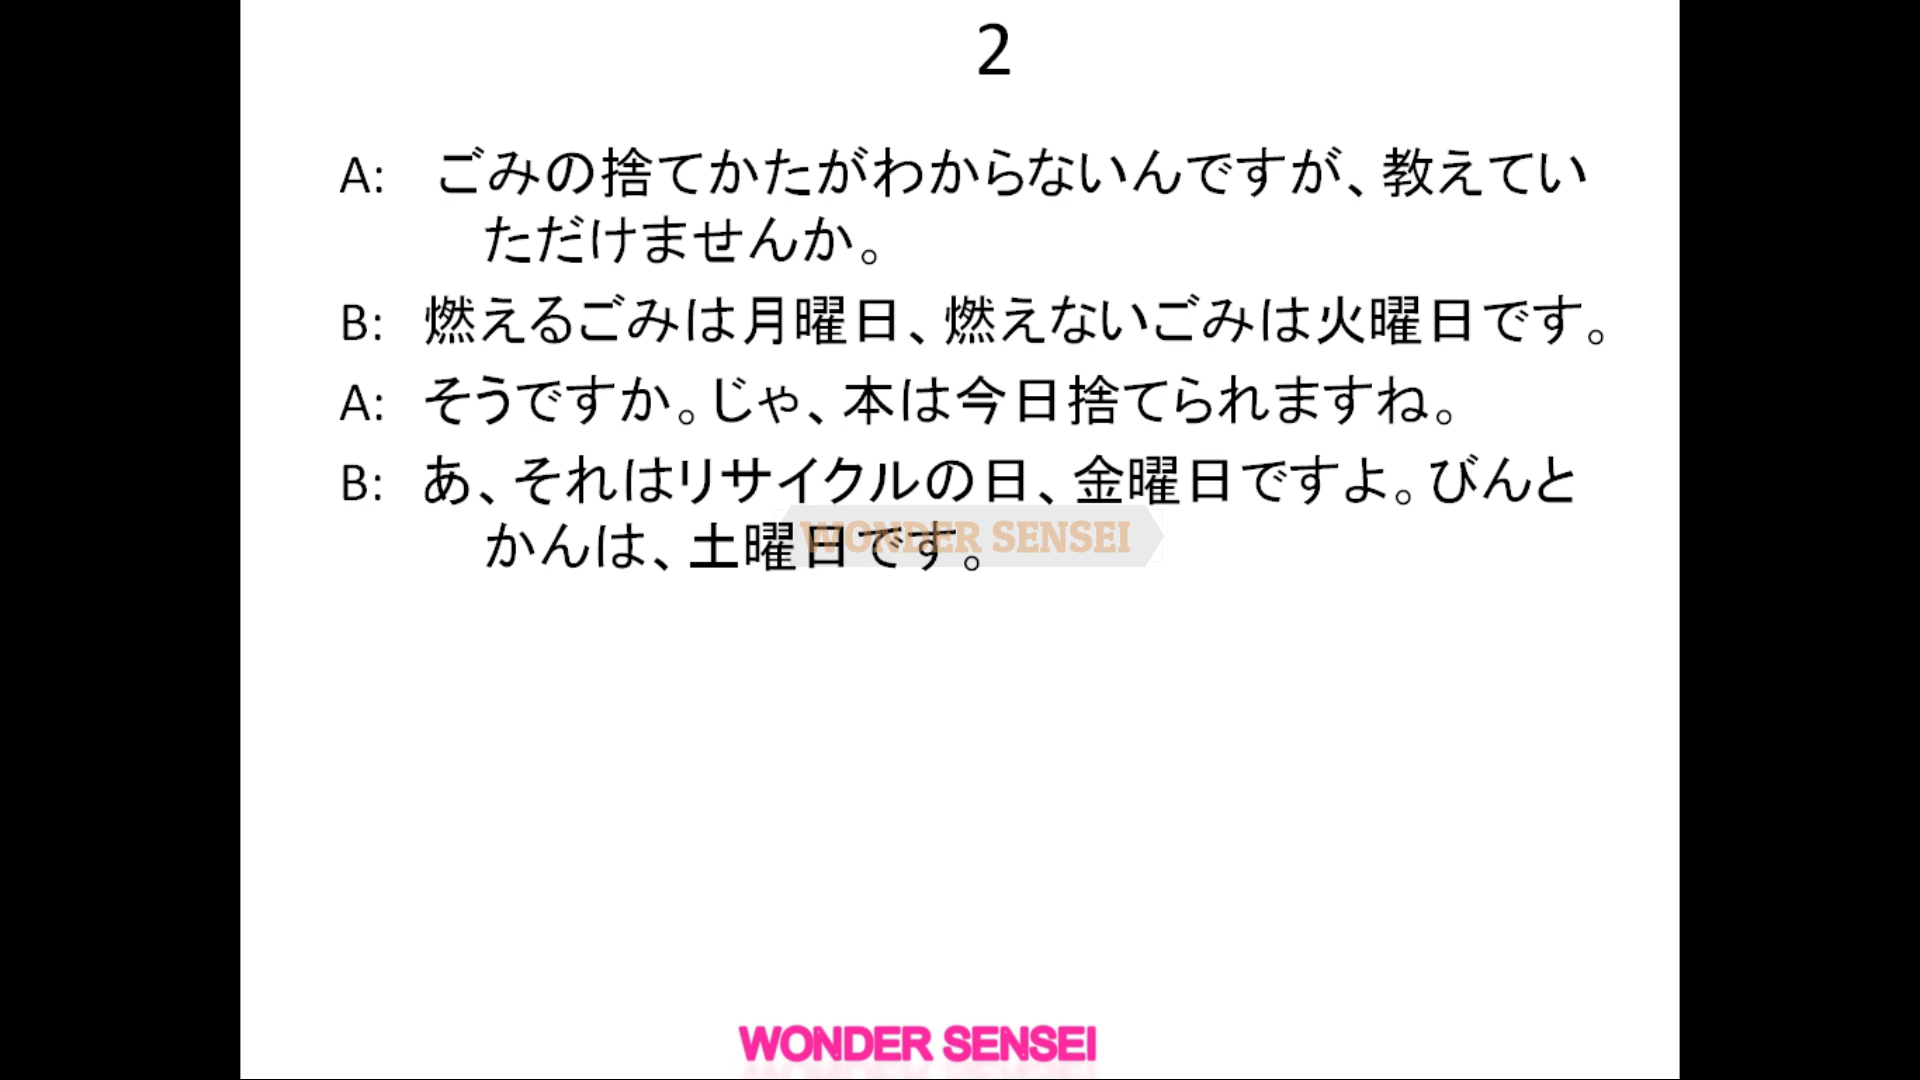 2
A: ごみの捨てかたがわからないんですが、教えてい
ただけませんか。
B: 燃えるごみは月曜日、燃えないごみは火曜日です。
A: そうですか。じゃ、本は今日捨てられますね。
B: あ、それはリサイクルの日、金曜日ですよ。びんと
かんは、土曜日です。
WONDER SENSEI
WONDER SENSEI